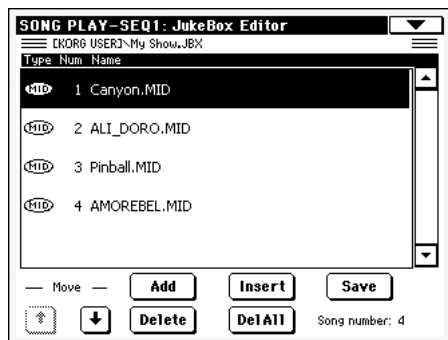 SONG PLAY-SEQ1: JukeBox Editor
[KORG USER]\My Show.JBX
Type Num Name
MID 1 Canyon.MID
MID 2 ALI_DORO.MID
MID 3 Pinball.MID
MID 4 AMOREBEL.MID
— Move — Add Insert Save
Delete DelAll Song number: 4